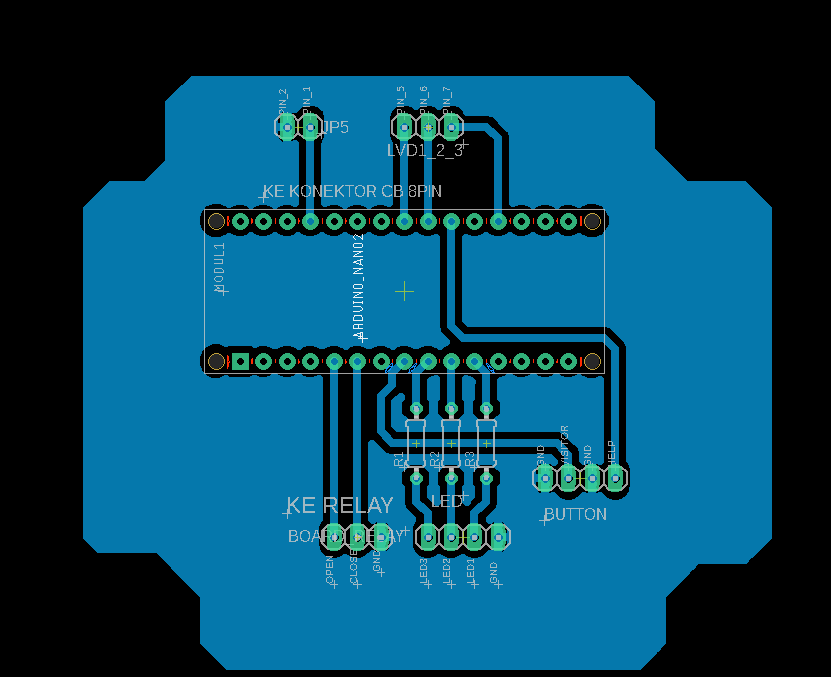 PIN_2
PIN_1
PIN_5
PIN_6
PIN_7
JP5
LVD1_2_3
KE KONEKTOR CB 8PIN
MODUL1
ARDUINO_NANO2
R1
R2
R3
GND
VISITOR
GND
HELP
LED
KE RELAY
BUTTON
BOARD RELAY
OPEN
CLOSE
GND
LED3
LED2
LED1
GND